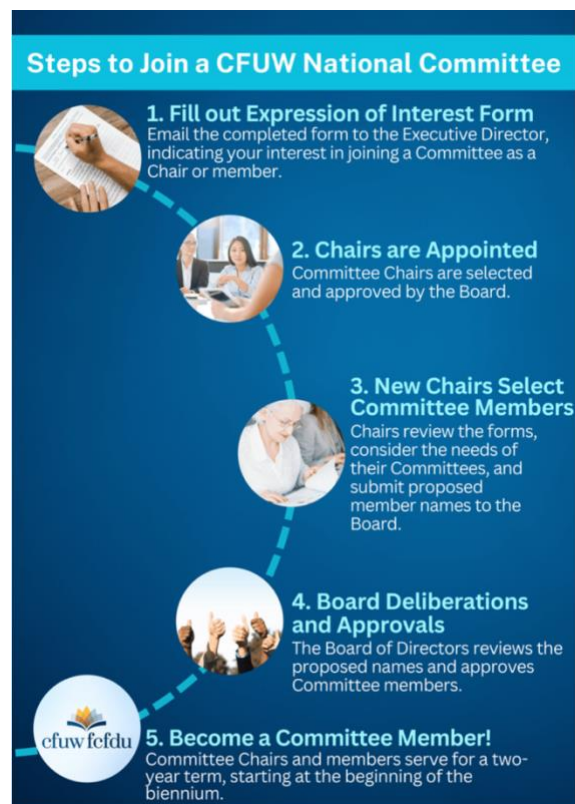 Steps to Join a CFUW National Committee
1. Fill out Expression of Interest Form
Email the completed form to the Executive Director,
indicating your interest in joining a Committee as a
Chair or member.
2. Chairs are Appointed
Committee Chairs are selected
and approved by the Board.
3. New Chairs Select
Committee Members
Chairs review the forms,
consider the needs of
their Committees, and
submit proposed
member names to the
Board.
4. Board Deliberations
and Approvals
The Board of Directors reviews the
proposed names and approves
Committee members.
cfuw fcfdu
5. Become a Committee Member!
Committee Chairs and members serve for a two-
year term, starting at the beginning of the
biennium.